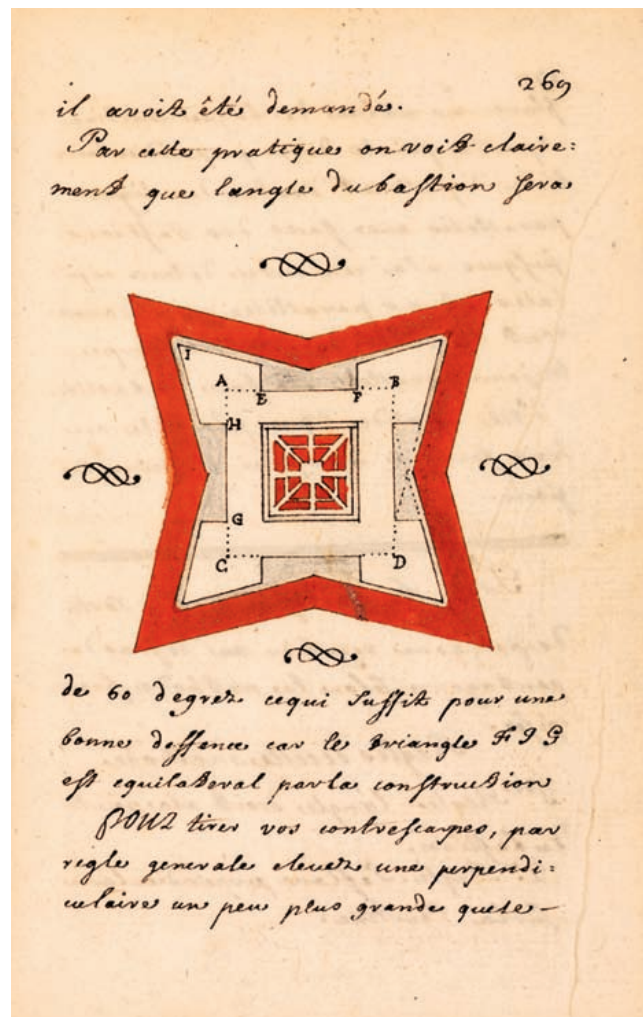 269
il avoit été demandé.
Par cette pratique on voit claire:
ment que langle du bastion sera
I
A B
E F
H
G
C D
de 60 degrez cequi suffit pour une
bonne deffence car le triangle F I G
est equilateral par la construction
POUR tirer vos contrescarpes, par
regle generale elevez une perpendi:
culaire un peu plus grande que le –